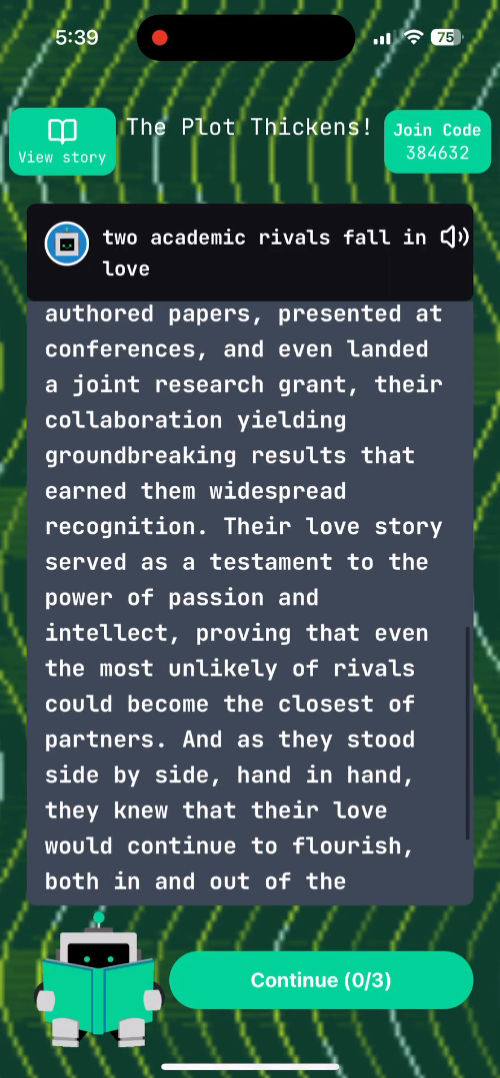 5:39
75
View story
The Plot Thickens!
Join Code
384632
two academic rivals fall in
love
authored papers, presented at
conferences, and even landed
a joint research grant, their
collaboration yielding
groundbreaking results that
earned them widespread
recognition. Their love story
served as a testament to the
power of passion and
intellect, proving that even
the most unlikely of rivals
could become the closest of
partners. And as they stood
side by side, hand in hand,
they knew that their love
would continue to flourish,
both in and out of the
Continue (0/3)